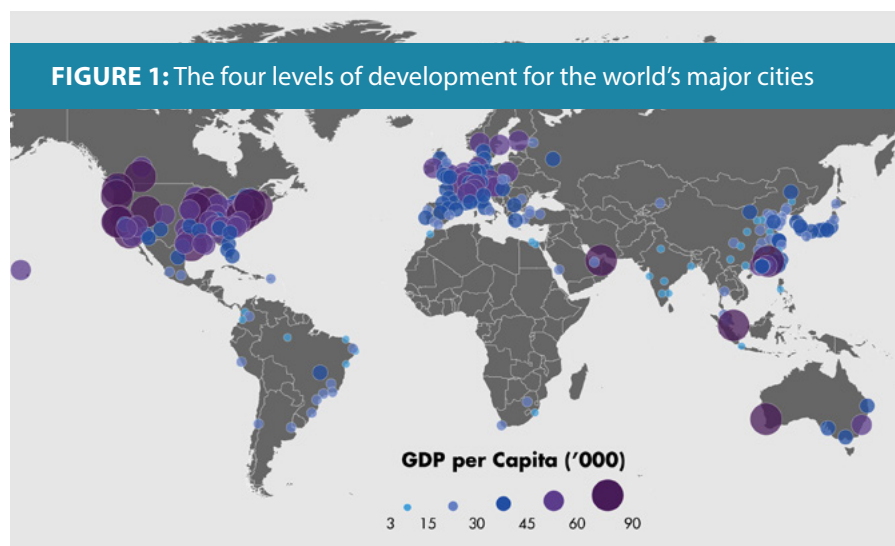 FIGURE 1: The four levels of development for the world's major cities
GDP per Capita ('000)
3 15 30 45 60 90